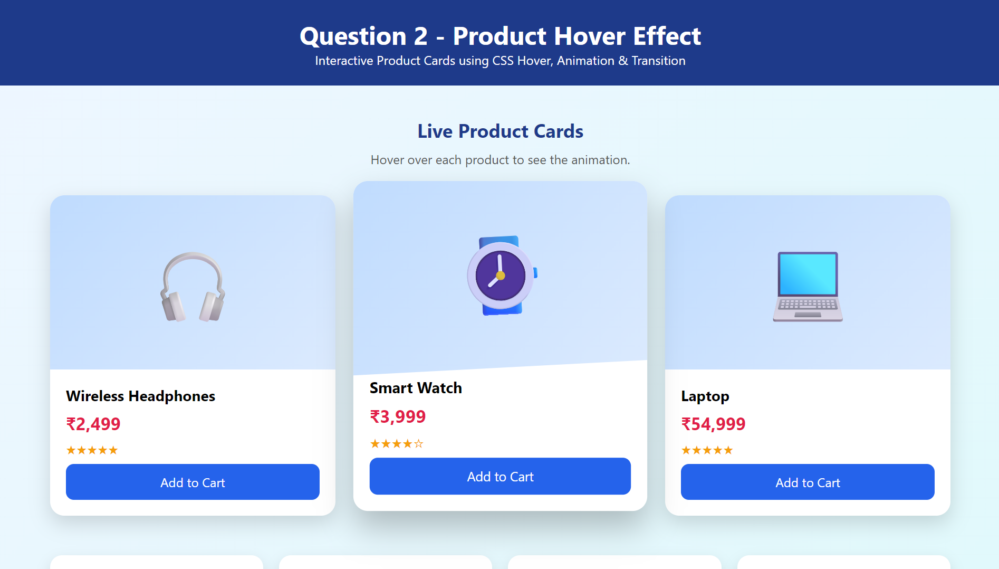 Question 2 - Product Hover Effect
Interactive Product Cards using CSS Hover, Animation & Transition
Live Product Cards
Hover over each product to see the animation.
Wireless Headphones
₹2,499
★★★★★
Add to Cart
Smart Watch
₹3,999
★★★★☆
Add to Cart
Laptop
₹54,999
★★★★★
Add to Cart